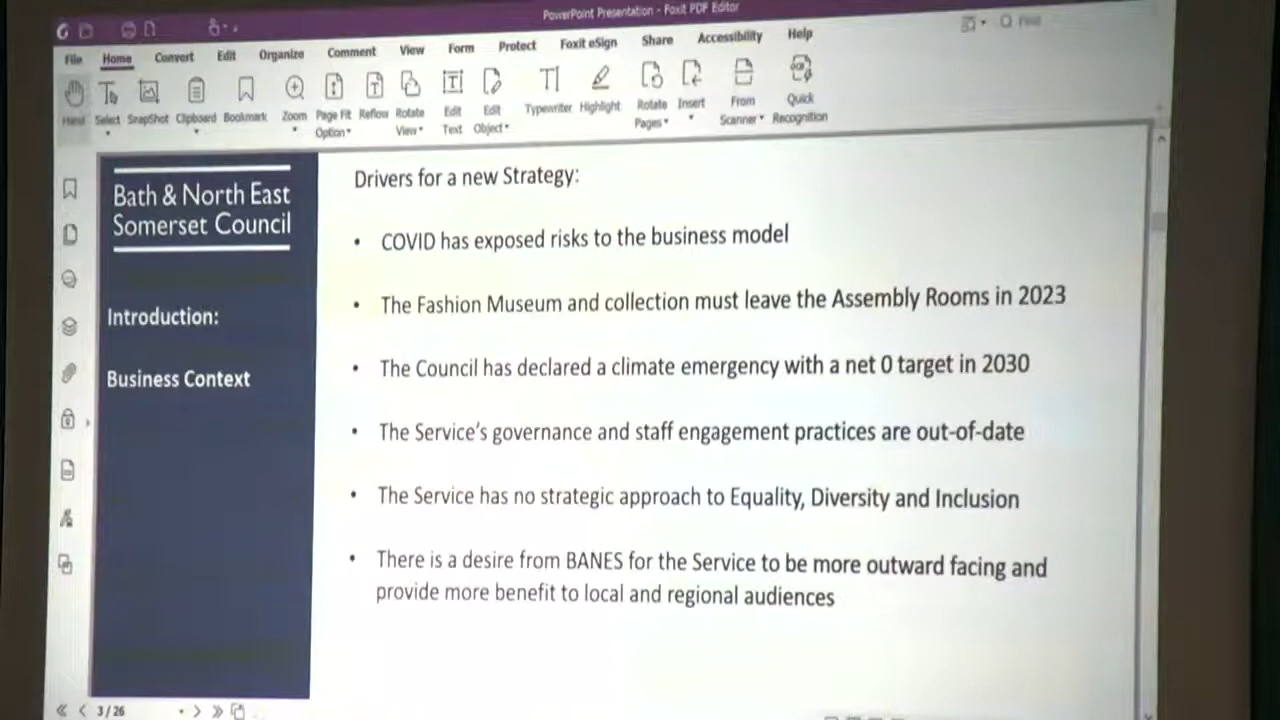 PowerPoint Presentation - Foxit PDF Editor
File Home Convert Edit Organize Comment View Form Protect Foxit eSign Share Accessibility Help
Find
Hand Select SnapShot Clipboard Bookmark Zoom Page Fit Option Reflow Rotate View Edit Text Edit Object Typewriter Highlight Rotate Pages Insert From Scanner Quick Recognition
Bath & North East
Somerset Council
Introduction:
Business Context
Drivers for a new Strategy:
• COVID has exposed risks to the business model
• The Fashion Museum and collection must leave the Assembly Rooms in 2023
• The Council has declared a climate emergency with a net 0 target in 2030
• The Service's governance and staff engagement practices are out-of-date
• The Service has no strategic approach to Equality, Diversity and Inclusion
• There is a desire from BANES for the Service to be more outward facing and
provide more benefit to local and regional audiences
3 / 26